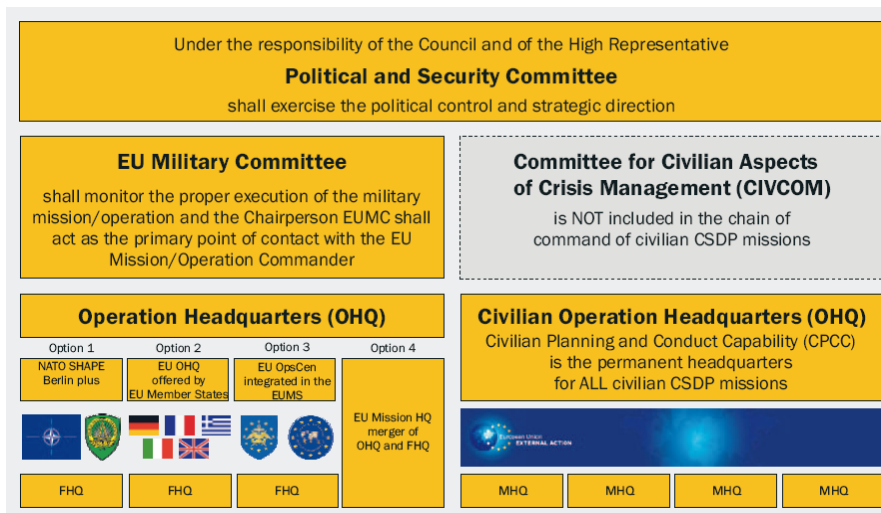 Under the responsibility of the Council and of the High Representative
Political and Security Committee
shall exercise the political control and strategic direction
EU Military Committee
shall monitor the proper execution of the military
mission/operation and the Chairperson EUMC shall
act as the primary point of contact with the EU
Mission/Operation Commander
Committee for Civilian Aspects
of Crisis Management (CIVCOM)
is NOT included in the chain of
command of civilian CSDP missions
Operation Headquarters (OHQ)
Option 1
Option 2
Option 3
Option 4
NATO SHAPE
Berlin plus
EU OHQ
offered by
EU Member States
EU OpsCen
integrated in the
EUMS
EU Mission HQ
merger of
OHQ and FHQ
FHQ
FHQ
FHQ
Civilian Operation Headquarters (OHQ)
Civilian Planning and Conduct Capability (CPCC)
is the permanent headquarters
for ALL civilian CSDP missions
European Union
EXTERNAL ACTION
MHQ
MHQ
MHQ
MHQ